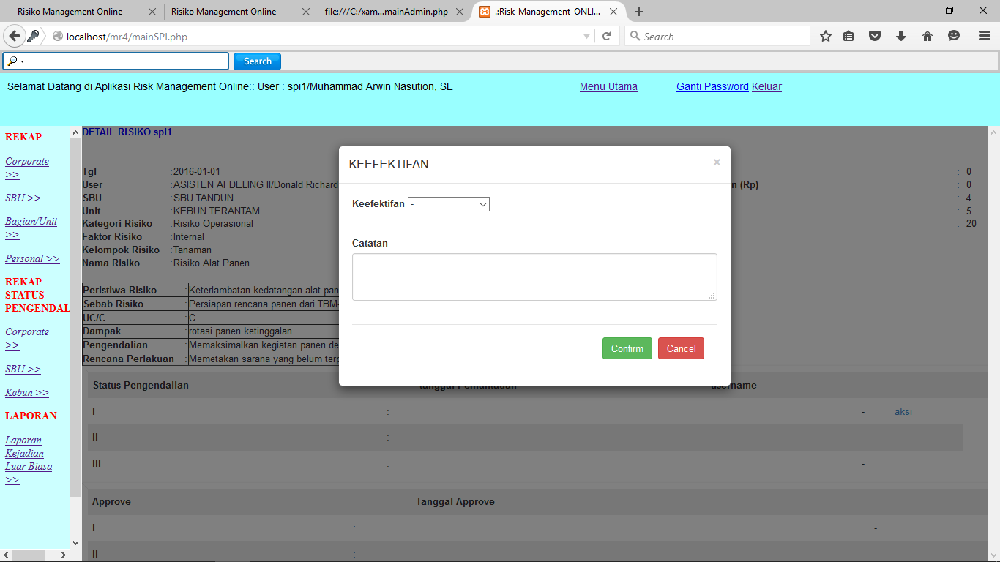 Risiko Management Online
Risiko Management Online
file:///C:/xam...mainAdmin.php
.:Risk-Management-ONLI...
localhost/mr4/mainSPI.php
Search
Search
Selamat Datang di Aplikasi Risk Management Online:: User : spi1/Muhammad Arwin Nasution, SE
Menu Utama
Ganti Password Keluar
REKAP
Corporate
>>
SBU >>
Bagian/Unit
>>
Personal >>
REKAP
STATUS
PENGENDAL
Corporate
>>
SBU >>
Kebun >>
LAPORAN
Laporan
Kejadian
Luar Biasa
>>
DETAIL RISIKO spi1
Tgl :2016-01-01 : 0
User :ASISTEN AFDELING II/Donald Richard n (Rp) : 0
SBU :SBU TANDUN : 4
Unit :KEBUN TERANTAM : 5
Kategori Risiko :Risiko Operasional : 20
Faktor Risiko :Internal
Kelompok Risiko :Tanaman
Nama Risiko :Risiko Alat Panen
Peristiwa Risiko :Keterlambatan kedatangan alat pan
Sebab Risiko :Persiapan rencana panen dari TBM-
UC/C :C
Dampak :rotasi panen ketinggalan
Pengendalian :Memaksimalkan kegiatan panen de
Rencana Perlakuan :Memetakan sarana yang belum terp
KEEFEKTIFAN ×
Keefektifan -
Catatan
Confirm Cancel
Status Pengendalian tanggal Pemantauan username
I : - aksi
II : -
III : -
Approve Tanggal Approve
I : -
II : -